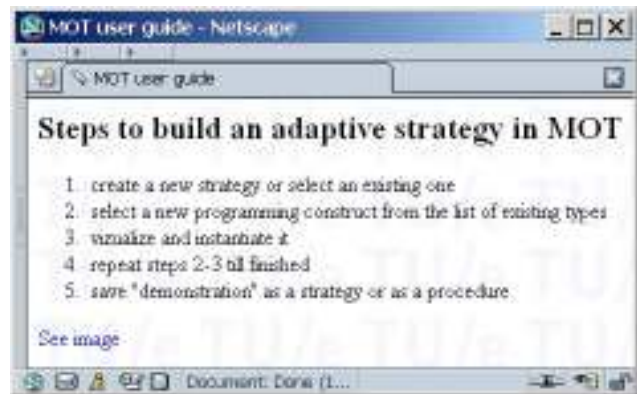 MOT user guide - Netscape
MOT user guide
Steps to build an adaptive strategy in MOT
1. create a new strategy or select an existing one
2. select a new programming construct from the list of existing types
3. vizualize and instantiate it
4. repeat steps 2-3 till finished
5. save "demonstration" as a strategy or as a procedure
See image
Document: Done (1...